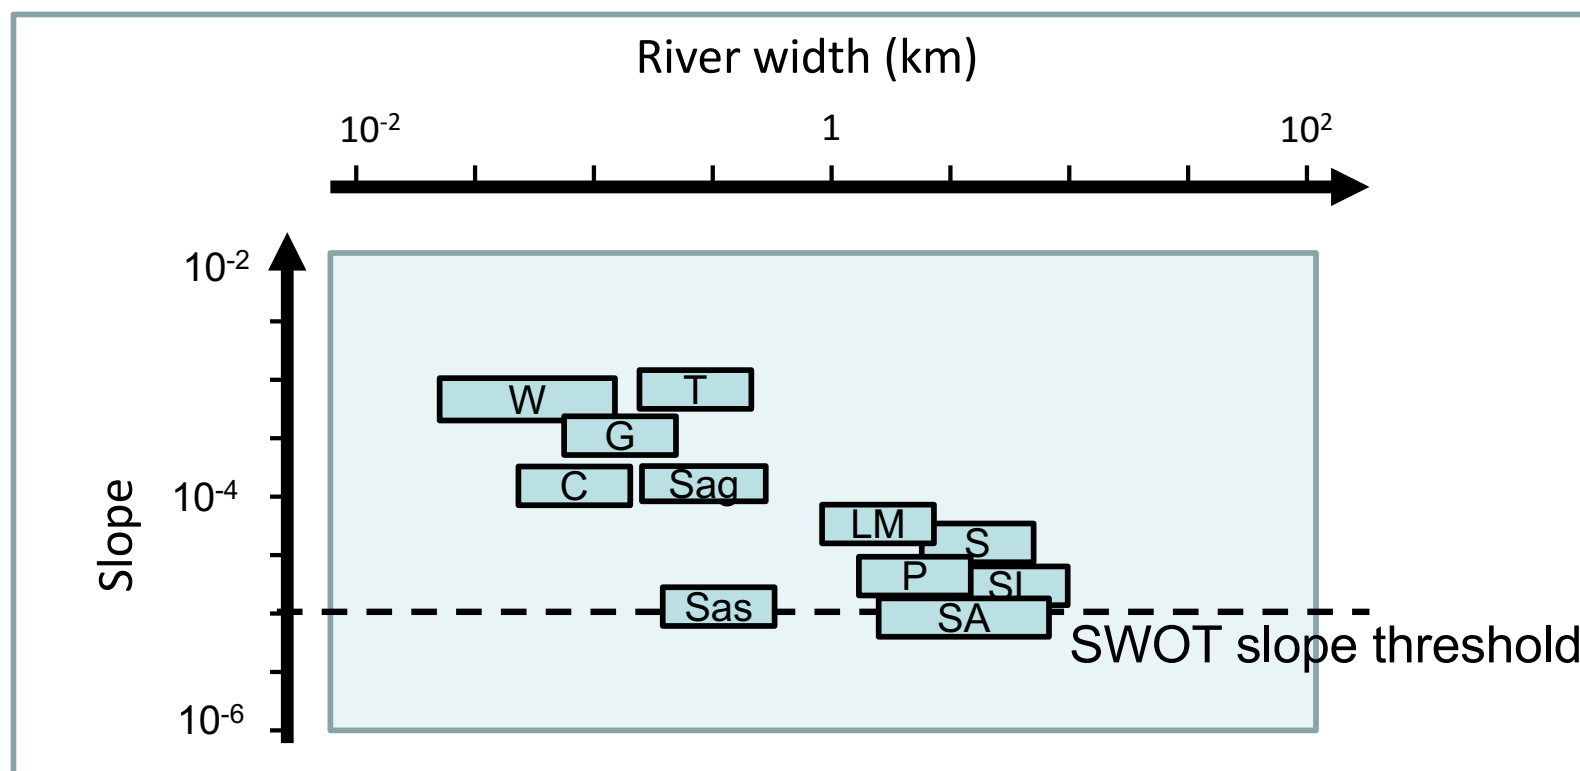 River width (km)
10⁻² 1 10²
10⁻²
W T
G
C Sag
10⁻⁴
LM
S
P SI
Sas SA
SWOT slope threshold
10⁻⁶
Slope